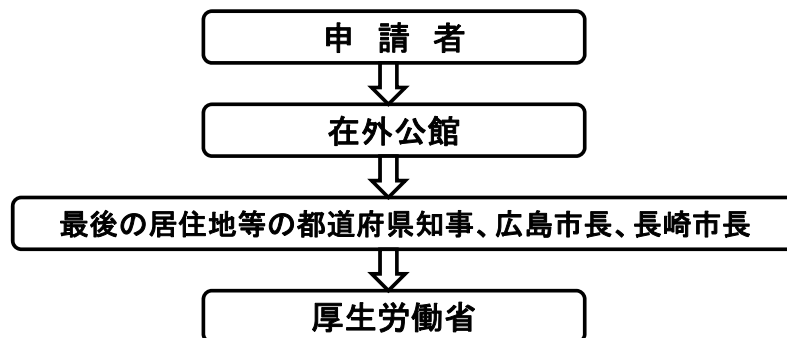 申 請 者
在外公館
最後の居住地等の都道府県知事、広島市長、長崎市長
厚生労働省